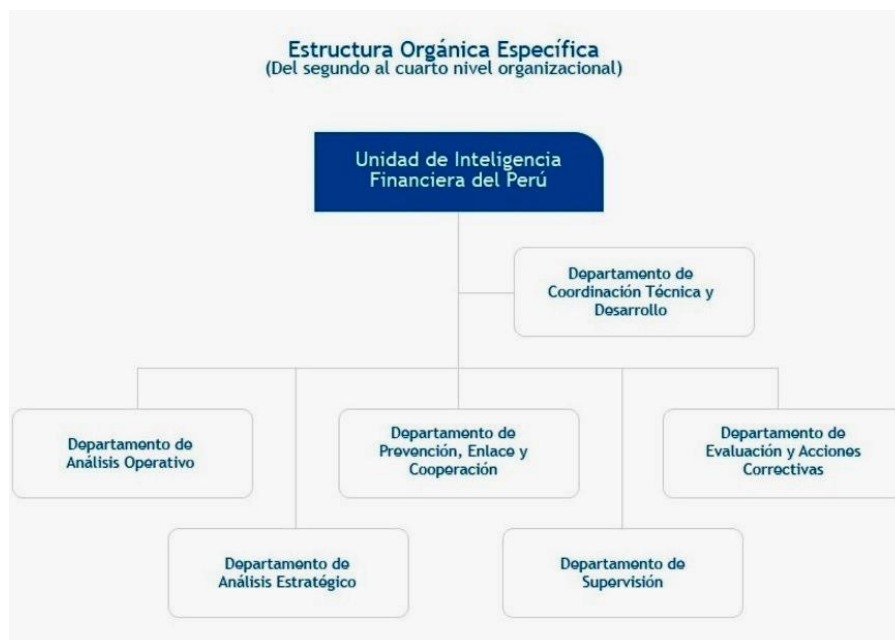 Estructura Orgánica Específica
(Del segundo al cuarto nivel organizacional)
Unidad de Inteligencia
Financiera del Perú
Departamento de
Coordinación Técnica y
Desarrollo
Departamento de
Análisis Operativo
Departamento de
Prevención, Enlace y
Cooperación
Departamento de
Evaluación y Acciones
Correctivas
Departamento de
Análisis Estratégico
Departamento de
Supervisión